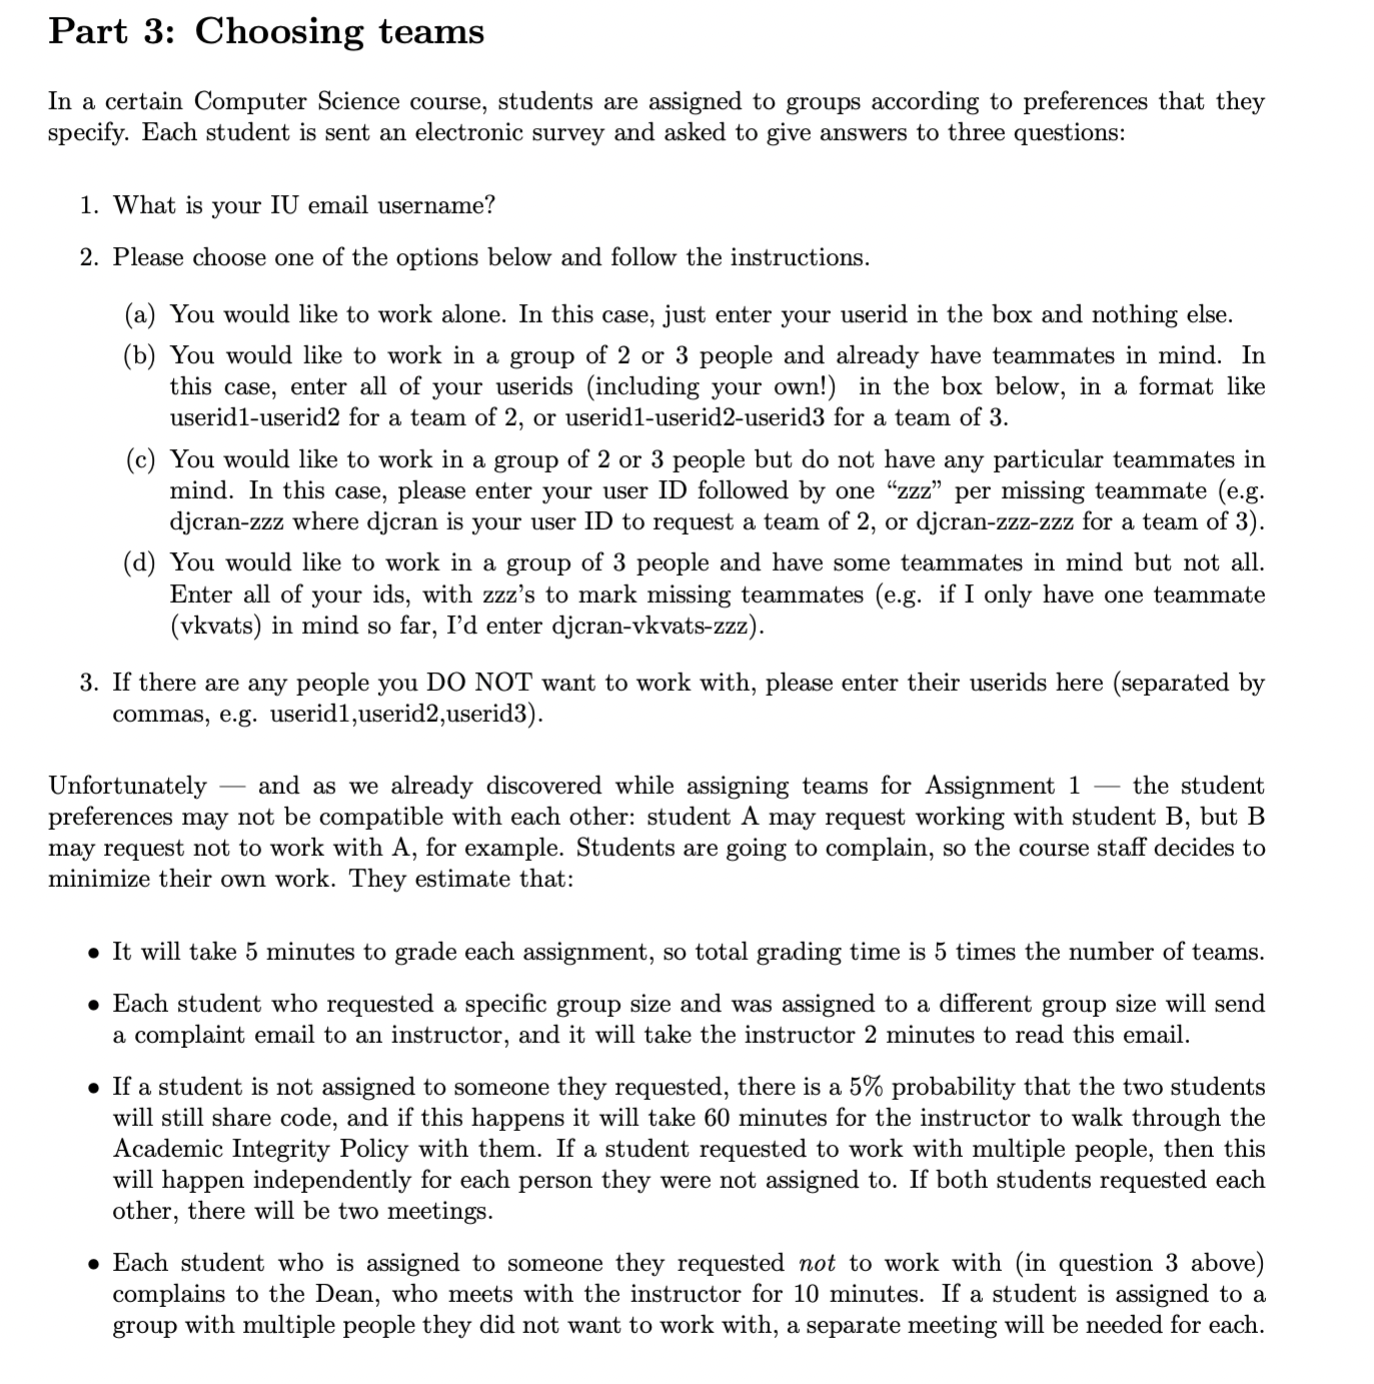 Part 3: Choosing teams
In a certain Computer Science course, students are assigned to groups according to preferences that they
specify. Each student is sent an electronic survey and asked to give answers to three questions:
1. What is your IU email username?
2. Please choose one of the options below and follow the instructions.
(a) You would like to work alone. In this case, just enter your userid in the box and nothing else.
(b) You would like to work in a group of 2 or 3 people and already have teammates in mind. In
this case, enter all of your userids (including your own!) in the box below, in a format like
userid1-userid2 for a team of 2, or userid1-userid2-userid3 for a team of 3.
(c) You would like to work in a group of 2 or 3 people but do not have any particular teammates in
mind. In this case, please enter your user ID followed by one “zzz” per missing teammate (e.g.
djcran-zzz where djcran is your user ID to request a team of 2, or djcran-zzz-zzz for a team of 3).
(d) You would like to work in a group of 3 people and have some teammates in mind but not all.
Enter all of your ids, with zzz’s to mark missing teammates (e.g. if I only have one teammate
(vkvats) in mind so far, I’d enter djcran-vkvats-zzz).
3. If there are any people you DO NOT want to work with, please enter their userids here (separated by
commas, e.g. userid1,userid2,userid3).
Unfortunately — and as we already discovered while assigning teams for Assignment 1 — the student
preferences may not be compatible with each other: student A may request working with student B, but B
may request not to work with A, for example. Students are going to complain, so the course staff decides to
minimize their own work. They estimate that:
• It will take 5 minutes to grade each assignment, so total grading time is 5 times the number of teams.
• Each student who requested a specific group size and was assigned to a different group size will send
a complaint email to an instructor, and it will take the instructor 2 minutes to read this email.
• If a student is not assigned to someone they requested, there is a 5% probability that the two students
will still share code, and if this happens it will take 60 minutes for the instructor to walk through the
Academic Integrity Policy with them. If a student requested to work with multiple people, then this
will happen independently for each person they were not assigned to. If both students requested each
other, there will be two meetings.
• Each student who is assigned to someone they requested not to work with (in question 3 above)
complains to the Dean, who meets with the instructor for 10 minutes. If a student is assigned to a
group with multiple people they did not want to work with, a separate meeting will be needed for each.